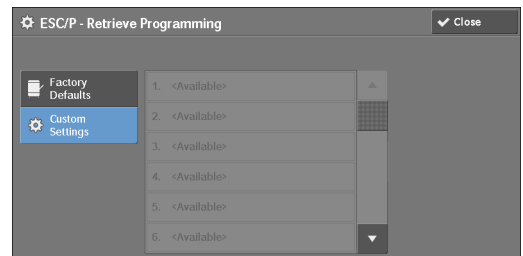 ESC/P - Retrieve Programming
Close
Factory
Defaults
Custom
Settings
1. <Available>
2. <Available>
3. <Available>
4. <Available>
5. <Available>
6. <Available>